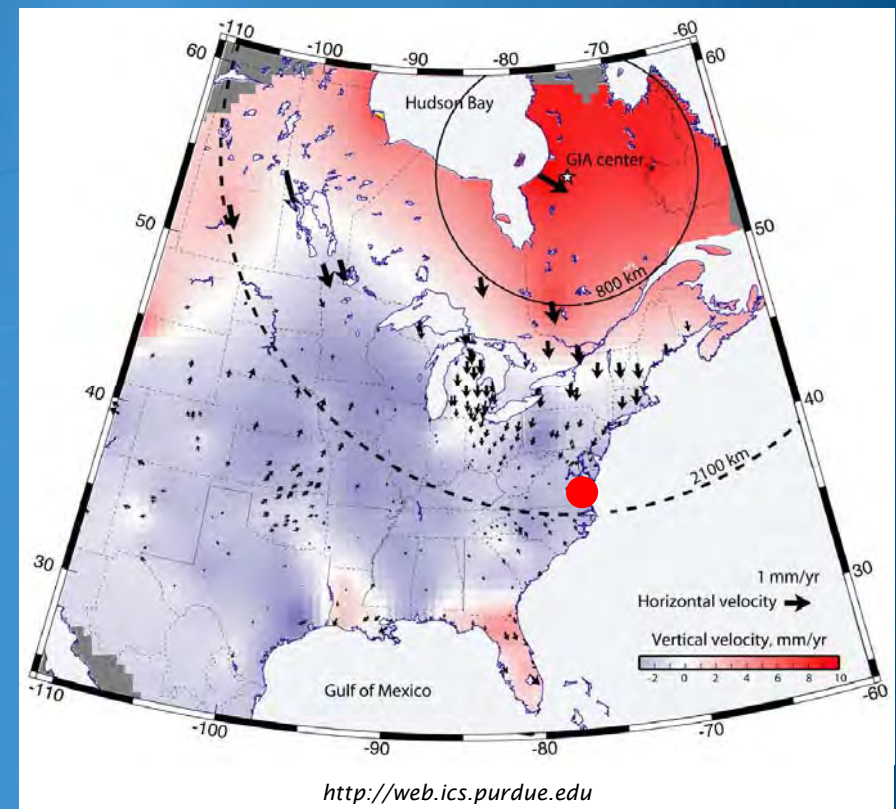 -110
-100
-90
-80
-70
-60
60
60
Hudson Bay
GIA center
50
50
800 km
40
40
2100 km
30
30
1 mm/yr
Horizontal velocity
Vertical velocity, mm/yr
-2 0 2 4 6 8 10
Gulf of Mexico
-110
-60
-100
-70
-90
-80
http://web.ics.purdue.edu